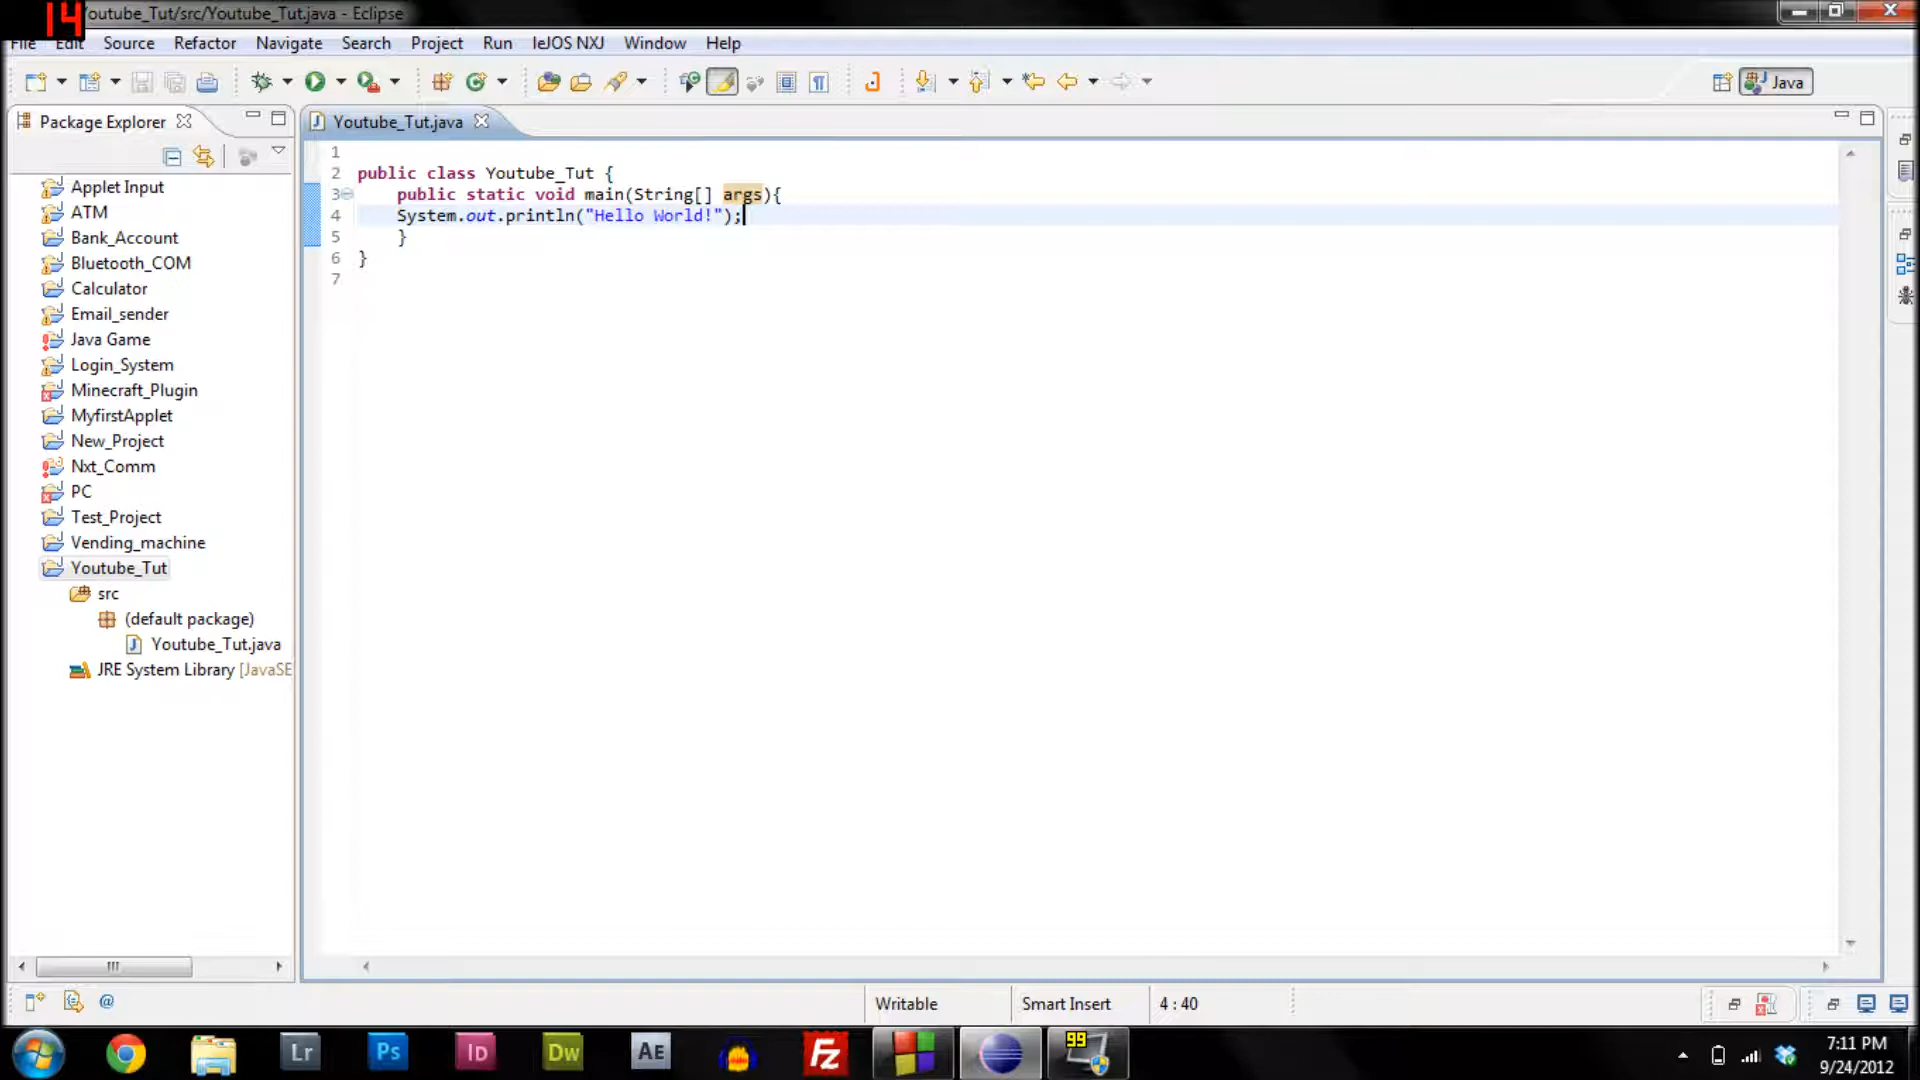 14
Youtube_Tut/src/Youtube_Tut.java - Eclipse
File Edit Source Refactor Navigate Search Project Run leJOS NXJ Window Help
Java
Package Explorer
Youtube_Tut.java
Applet Input
ATM
Bank_Account
Bluetooth_COM
Calculator
Email_sender
Java Game
Login_System
Minecraft_Plugin
MyfirstApplet
New_Project
Nxt_Comm
PC
Test_Project
Vending_machine
Youtube_Tut
src
(default package)
Youtube_Tut.java
JRE System Library [JavaSE
1
2 public class Youtube_Tut {
3 public static void main(String[] args){
4 System.out.println("Hello World!");
5 }
6 }
7
Writable Smart Insert 4 : 40
Lr Ps Id Dw AE Fz 99
7:11 PM
9/24/2012